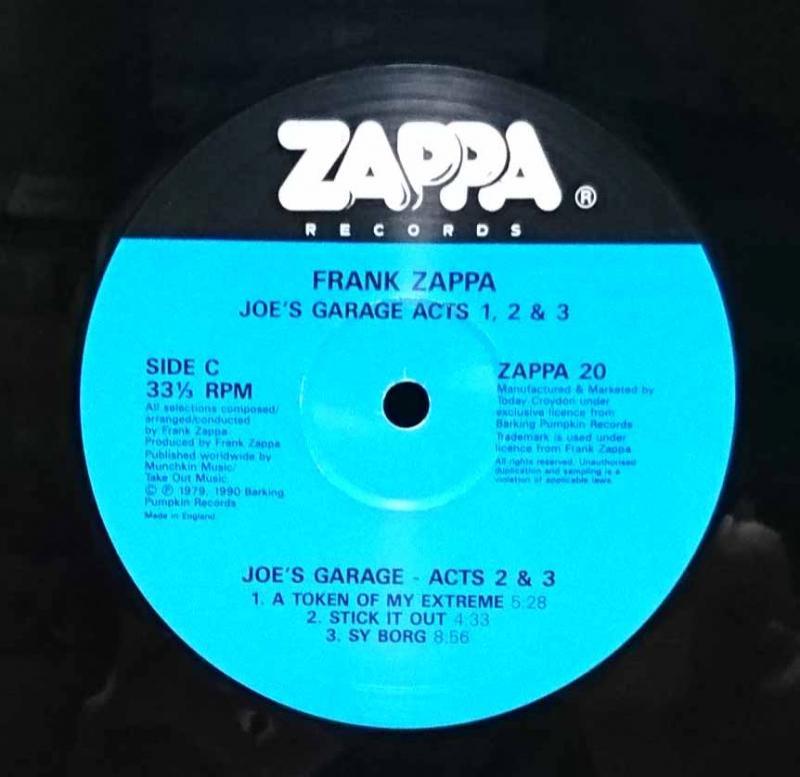 ZAPPA ®
RECORDS
FRANK ZAPPA
JOE'S GARAGE ACTS 1, 2 & 3
SIDE C
33⅓ RPM
All selections composed/
arranged/conducted
by Frank Zappa
Produced by Frank Zappa
Published worldwide by
Munchkin Music/
Take Out Music
© ℗ 1979, 1990 Barking
Pumpkin Records
Made in England
ZAPPA 20
Manufactured & Marketed by
Today Croydon under
exclusive licence from
Barking Pumpkin Records
Trademark is used under
licence from Frank Zappa
All rights reserved. Unauthorised
duplication and sampling is a
violation of applicable laws.
JOE'S GARAGE - ACTS 2 & 3
1. A TOKEN OF MY EXTREME 5:28
2. STICK IT OUT 4:33
3. SY BORG 8:56